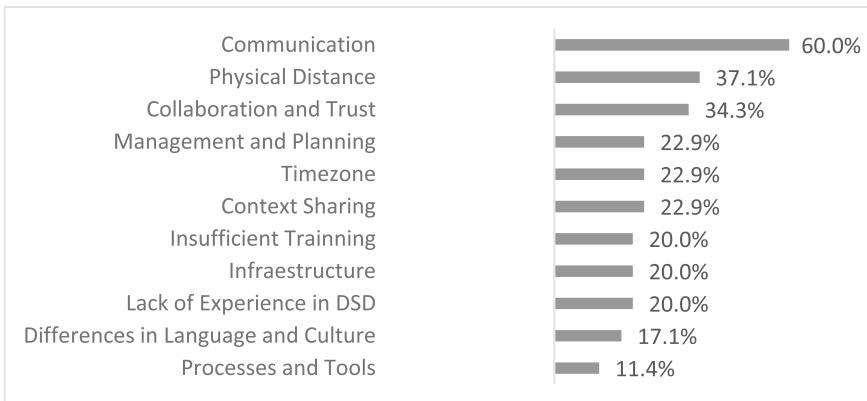 Communication 60.0%
Physical Distance 37.1%
Collaboration and Trust 34.3%
Management and Planning 22.9%
Timezone 22.9%
Context Sharing 22.9%
Insufficient Trainning 20.0%
Infraestructure 20.0%
Lack of Experience in DSD 20.0%
Differences in Language and Culture 17.1%
Processes and Tools 11.4%